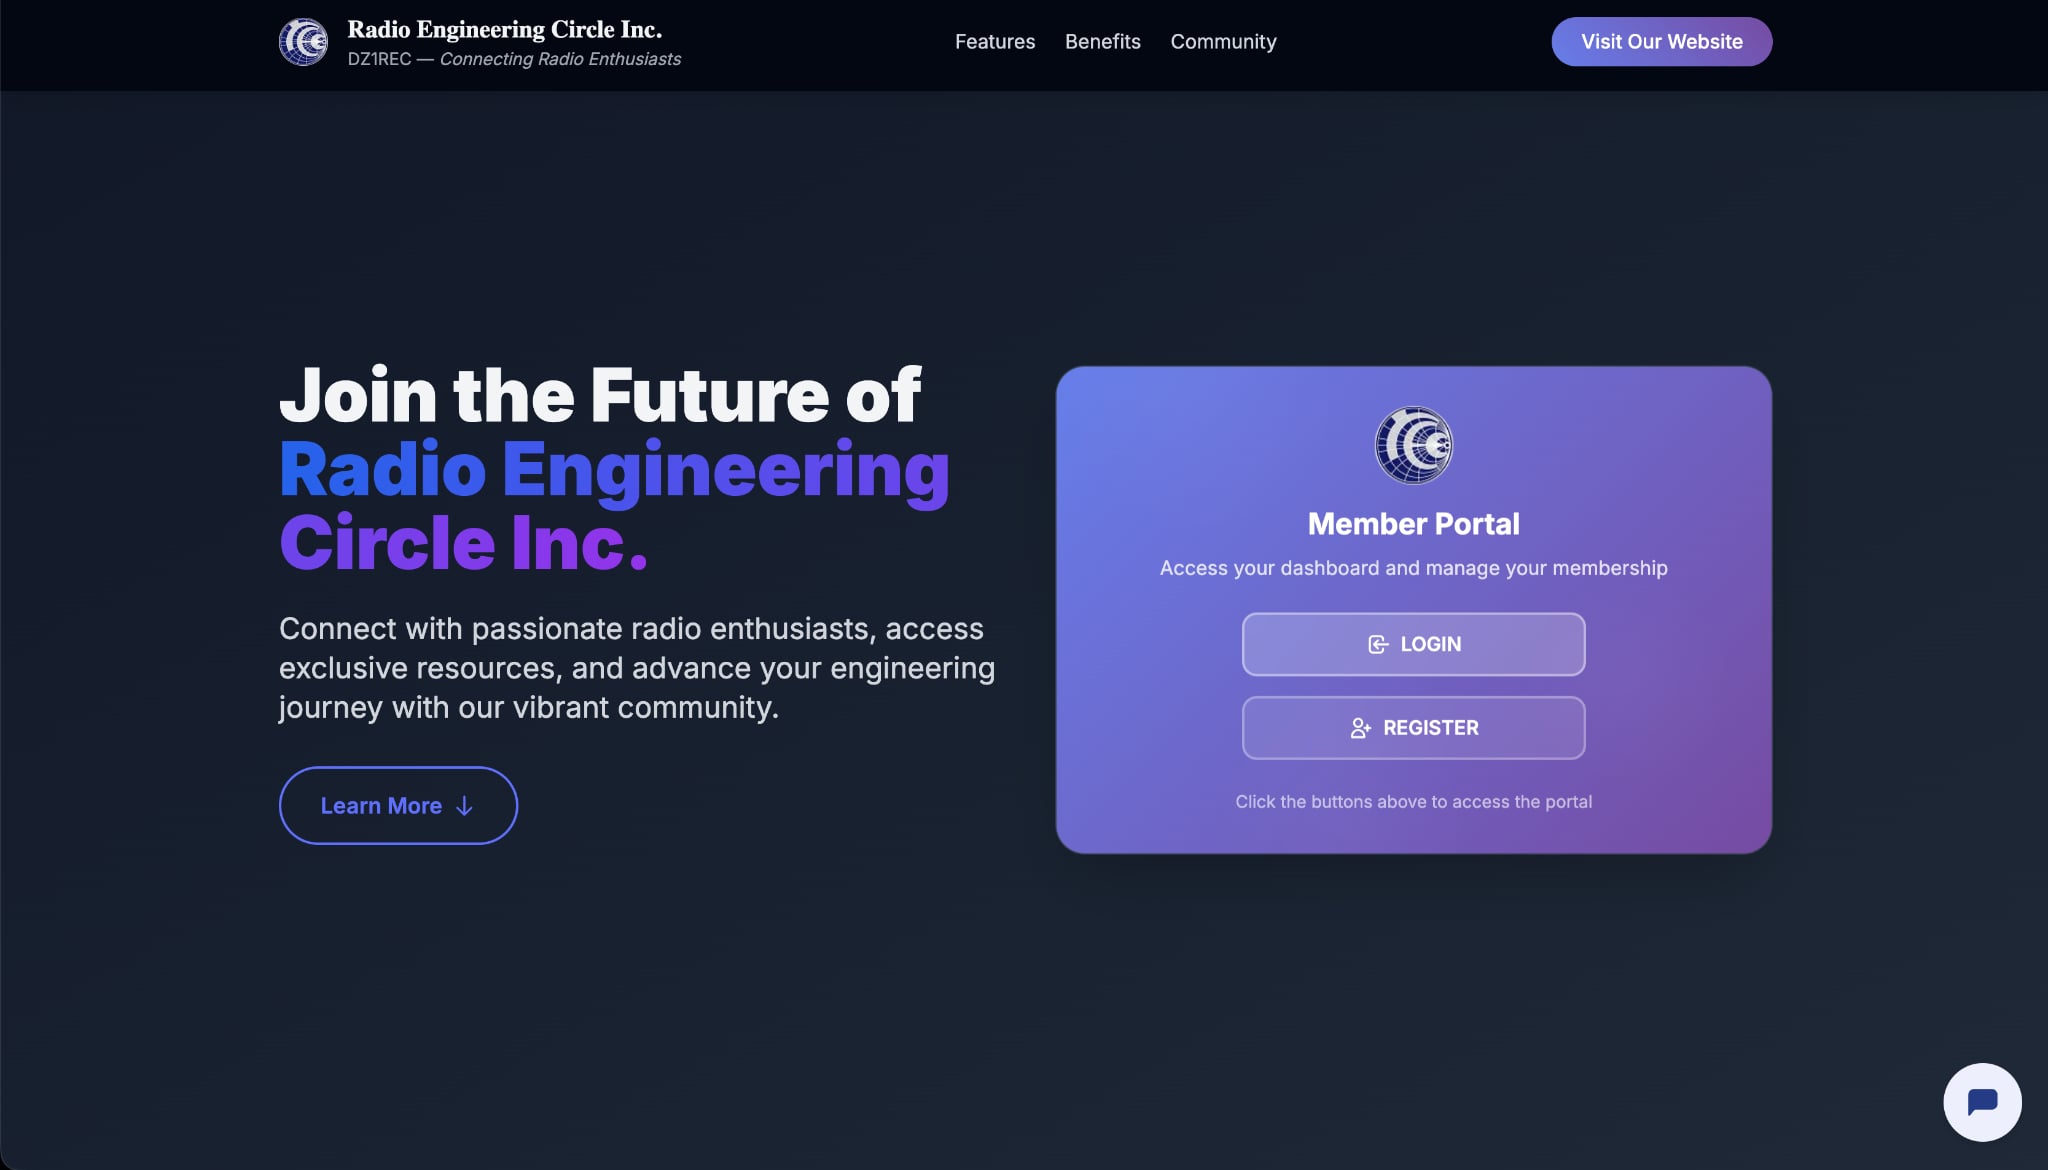 Radio Engineering Circle Inc.
DZ1REC — Connecting Radio Enthusiasts
Features
Benefits
Community
Visit Our Website
Join the Future of
Radio Engineering
Circle Inc.
Connect with passionate radio enthusiasts, access
exclusive resources, and advance your engineering
journey with our vibrant community.
Learn More
Member Portal
Access your dashboard and manage your membership
LOGIN
REGISTER
Click the buttons above to access the portal